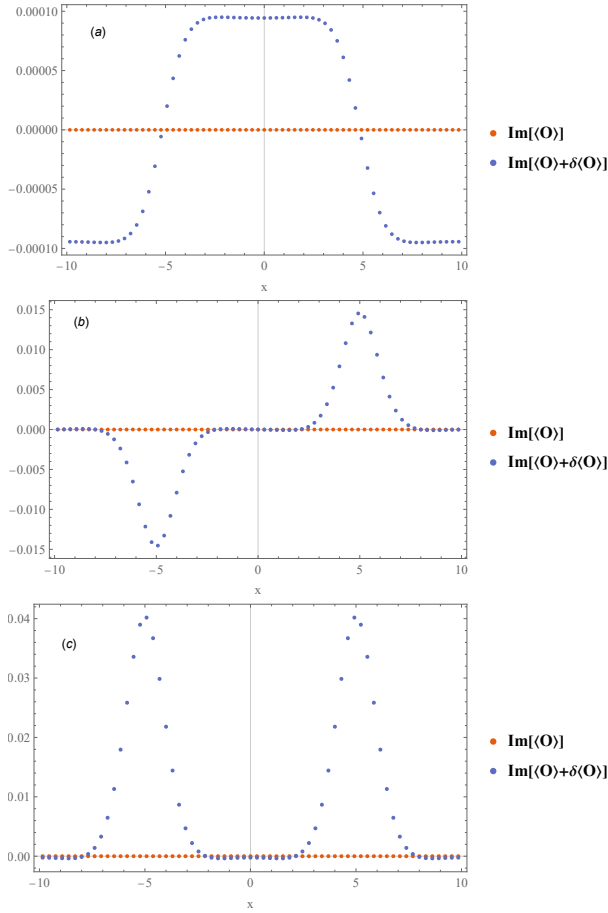 (a)
0.00010
0.00005
0.00000
−0.00005
−0.00010
−10
−5
0
5
10
x
Im[⟨O⟩]
Im[⟨O⟩+δ⟨O⟩]
(b)
0.015
0.010
0.005
0.000
−0.005
−0.010
−0.015
−10
−5
0
5
10
x
Im[⟨O⟩]
Im[⟨O⟩+δ⟨O⟩]
(c)
0.04
0.03
0.02
0.01
0.00
−10
−5
0
5
10
x
Im[⟨O⟩]
Im[⟨O⟩+δ⟨O⟩]